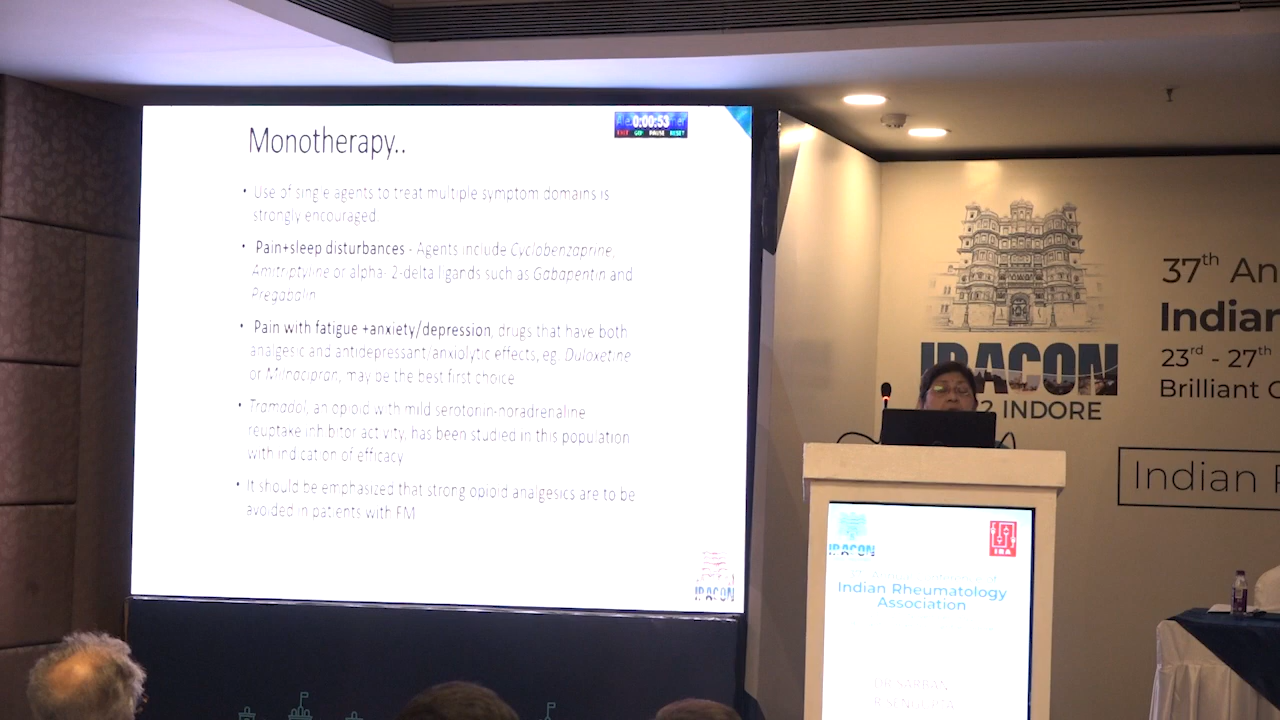 Monotherapy..
0:00:53
PAUSE RESET
• Use of single agents to treat multiple symptom domains is
strongly encouraged.
• Pain+sleep disturbances - Agents include Cyclobenzaprine,
Amitriptyline or alpha- 2-delta ligands such as Gabapentin and
Pregabalin
• Pain with fatigue +anxiety/depression, drugs that have both
analgesic and antidepressant/anxiolytic effects, eg. Duloxetine
or Milnacipran, may be the best first choice
• Tramadol, an opioid with mild serotonin-noradrenaline
reuptake inhibitor activity, has been studied in this population
with indication of efficacy
• It should be emphasized that strong opioid analgesics are to be
avoided in patients with FM
IRACON
37th An
Indian
23rd - 27th
Brilliant C
IRACON
2 INDORE
Indian
IRACON
IRA
Indian Rheumatology
Association